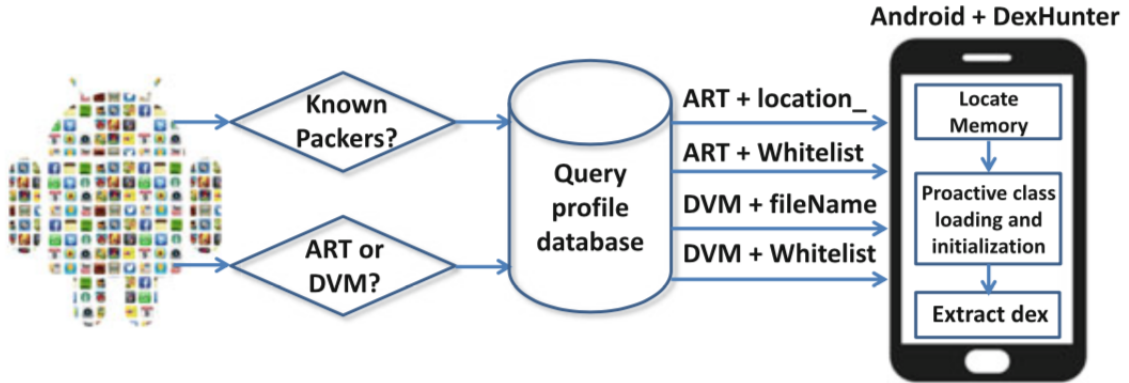 Android + DexHunter
Known
Packers?
ART or
DVM?
Query
profile
database
ART + location_
ART + Whitelist
DVM + fileName
DVM + Whitelist
Locate
Memory
Proactive class
loading and
initialization
Extract dex